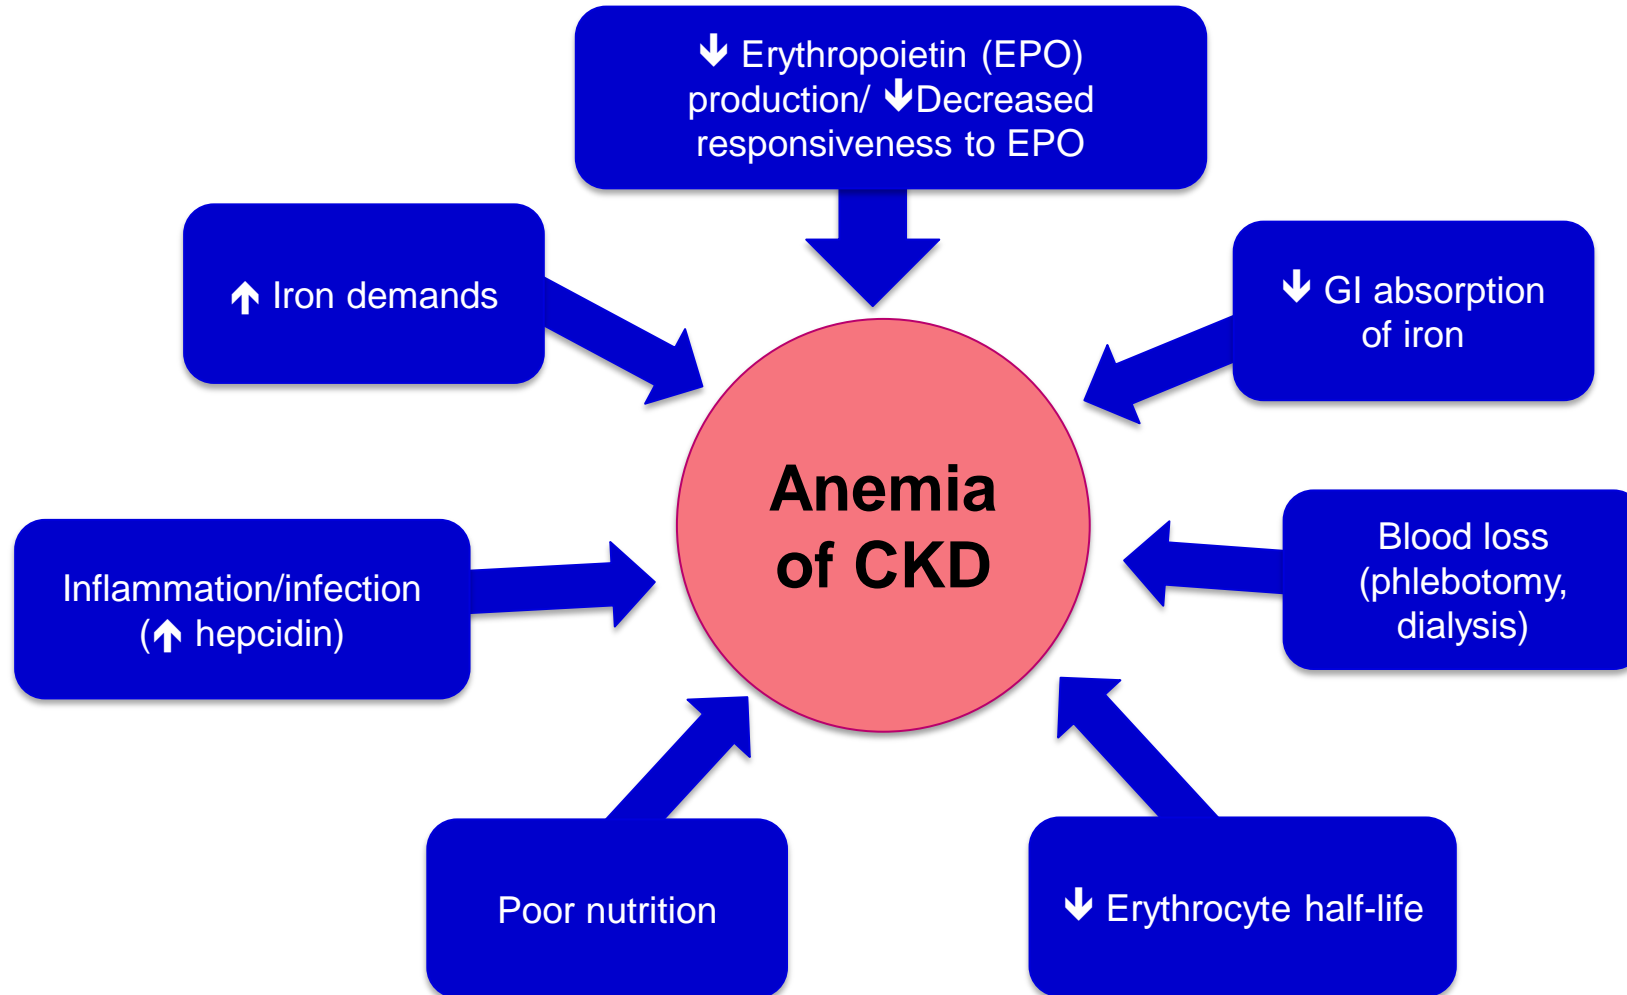 🡻 Erythropoietin (EPO)
production/ 🡻Decreased
responsiveness to EPO
🡹 Iron demands
🡻 GI absorption
of iron
Anemia
of CKD
Inflammation/infection
(🡹 hepcidin)
Blood loss
(phlebotomy,
dialysis)
Poor nutrition
🡻 Erythrocyte half-life